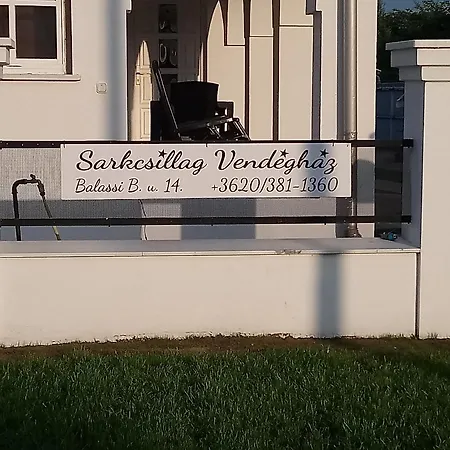 Sarkcsillag Vendégház
Balassi B. u. 14. +3620/381-1360